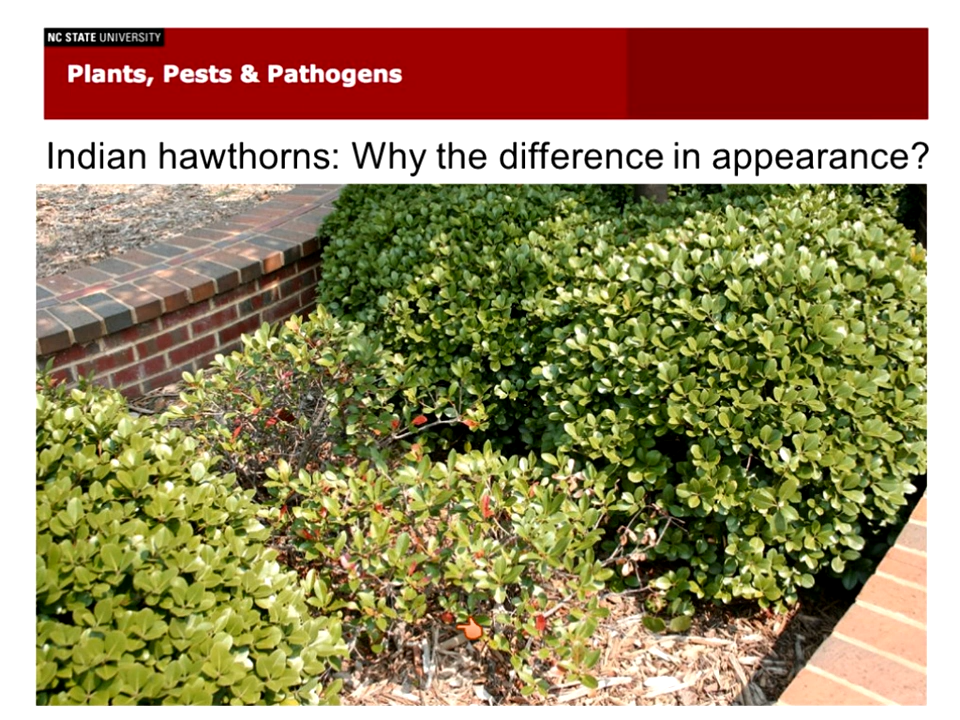 NC STATE UNIVERSITY
Plants, Pests & Pathogens
Indian hawthorns: Why the difference in appearance?